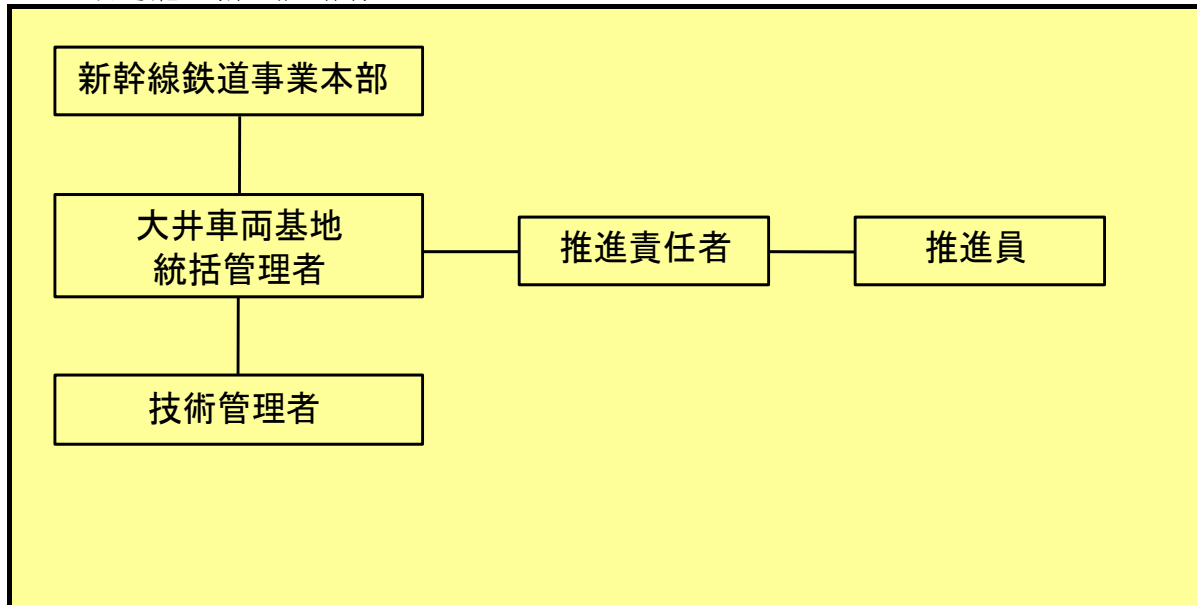 新幹線鉄道事業本部
大井車両基地
統括管理者
推進責任者
推進員
技術管理者